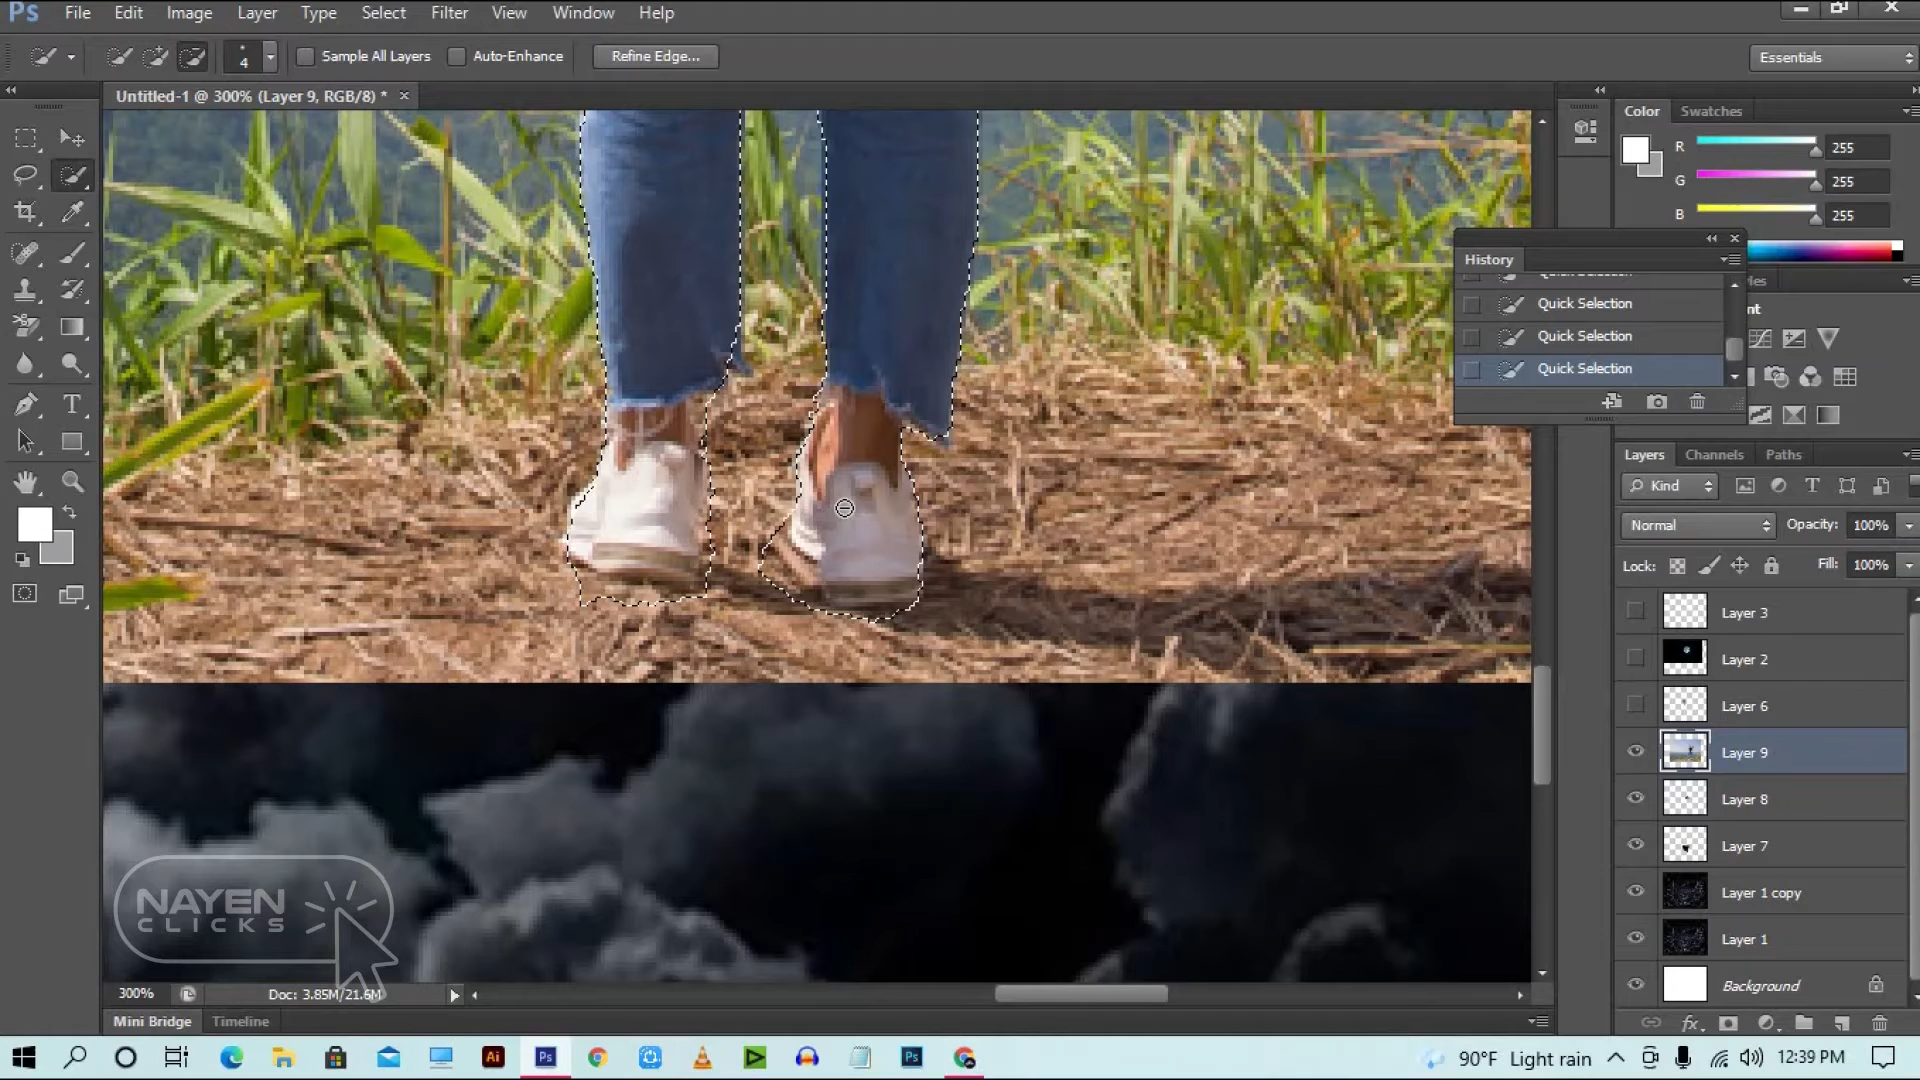 Ps File Edit Image Layer Type Select Filter View Window Help
4 Sample All Layers Auto-Enhance Refine Edge... Essentials
Untitled-1 @ 300% (Layer 9, RGB/8) * ×
Color Swatches
R 255
G 255
B 255
History
Quick Selection
Quick Selection
Quick Selection
Layers Channels Paths
Kind
Normal Opacity: 100%
Lock: Fill: 100%
Layer 3
Layer 2
Layer 6
Layer 9
Layer 8
Layer 7
Layer 1 copy
Layer 1
Background
NAYEN
CLICKS
300% Doc: 3.85M/21.6M
Mini Bridge Timeline
90°F Light rain 12:39 PM